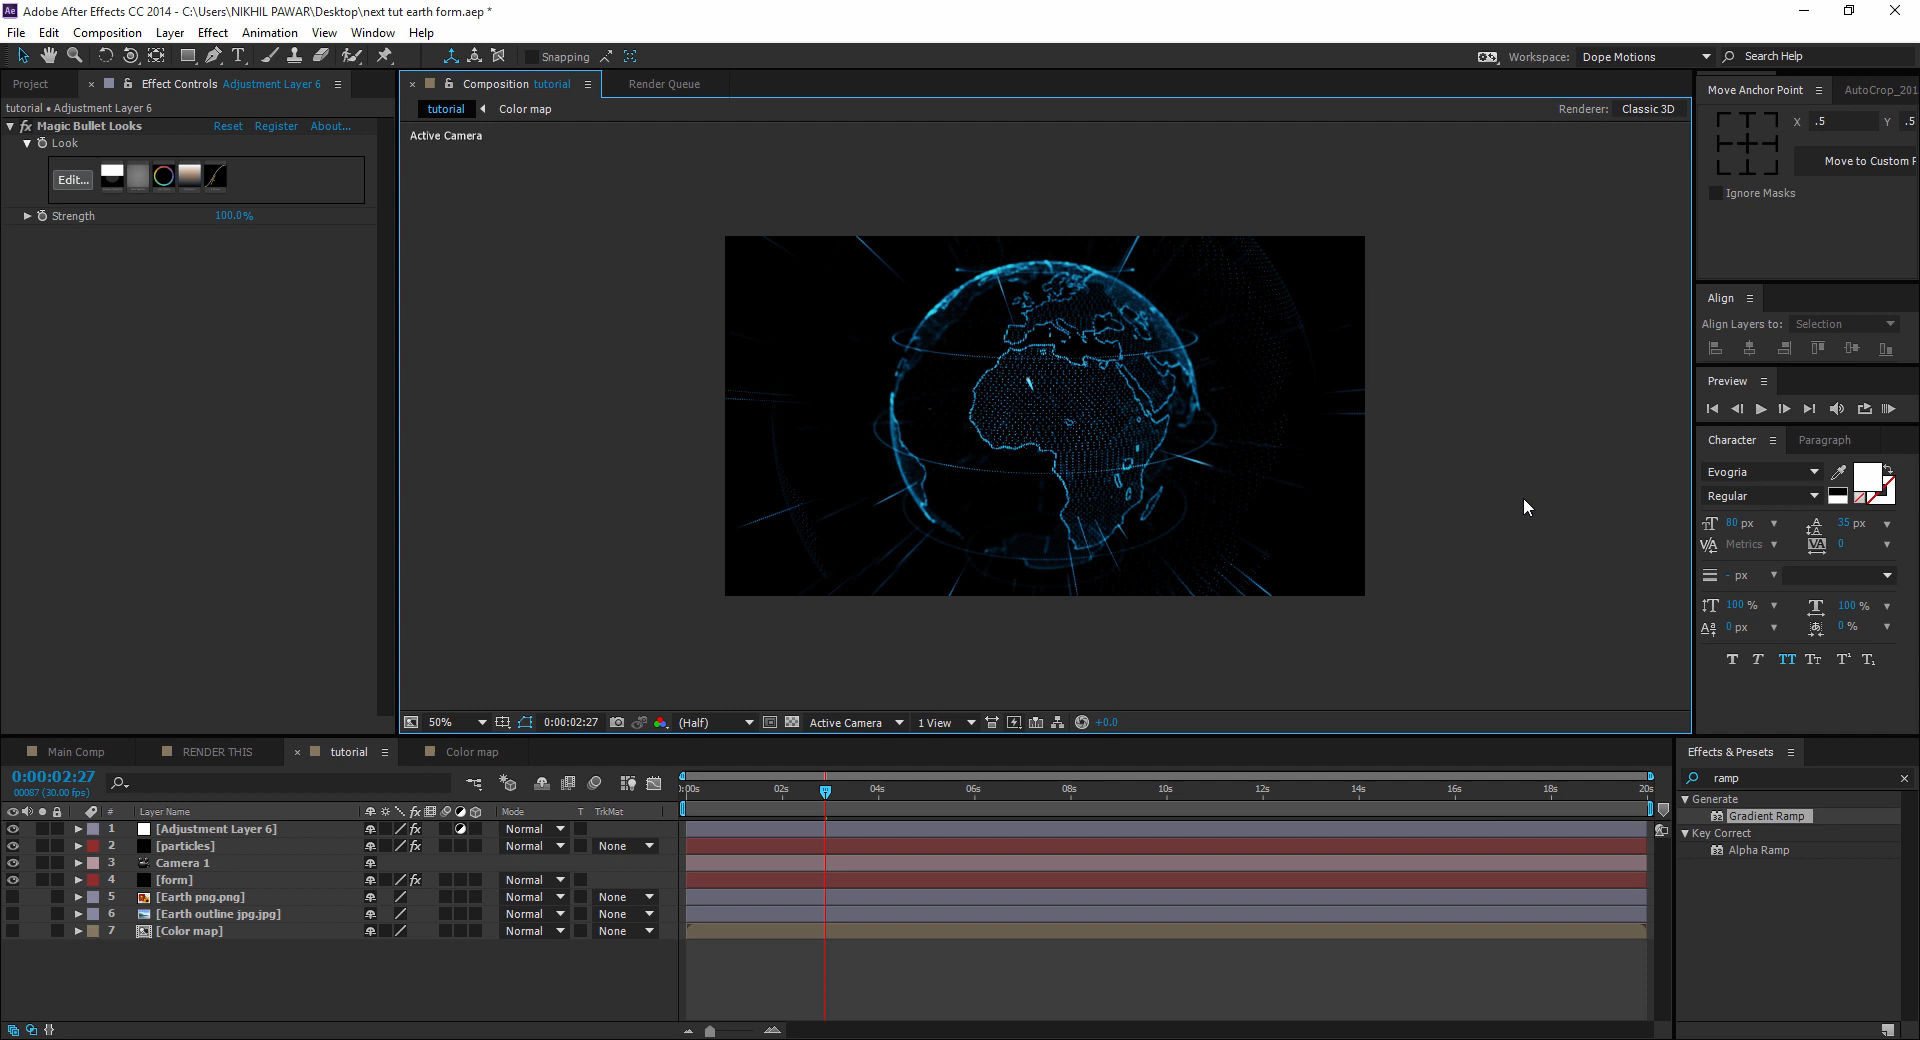 Adobe After Effects CC 2014 - C:\Users\NIKHIL PAWAR\Desktop\next tut earth form.aep *
File Edit Composition Layer Effect Animation View Window Help
Snapping
Workspace: Dope Motions
Search Help
Project
Effect Controls Adjustment Layer 6
Composition tutorial
Render Queue
tutorial • Adjustment Layer 6
tutorial
Color map
Renderer: Classic 3D
fx Magic Bullet Looks Reset Register About...
Look
Edit...
Strength 100.0%
Active Camera
Move Anchor Point
AutoCrop_201
X .5 Y .5
Move to Custom
Ignore Masks
Align
Align Layers to: Selection
Preview
Character
Paragraph
Evogria
Regular
80 px 35 px
Metrics 0
- px
100 % 100 %
0 px 0 %
50% 0:00:02:27 (Half) Active Camera 1 View +0.0
Main Comp RENDER THIS tutorial Color map
0:00:02:27
00087 (30.00 fps)
:00s 02s 04s 06s 08s 10s 12s 14s 16s 18s 20s
# Layer Name Mode T TrkMat
1 [Adjustment Layer 6] Normal
2 [particles] Normal None
3 Camera 1
4 [form] Normal
5 [Earth png.png] Normal None
6 [Earth outline jpg.jpg] Normal None
7 [Color map] Normal None
Effects & Presets
ramp
Generate
Gradient Ramp
Key Correct
Alpha Ramp